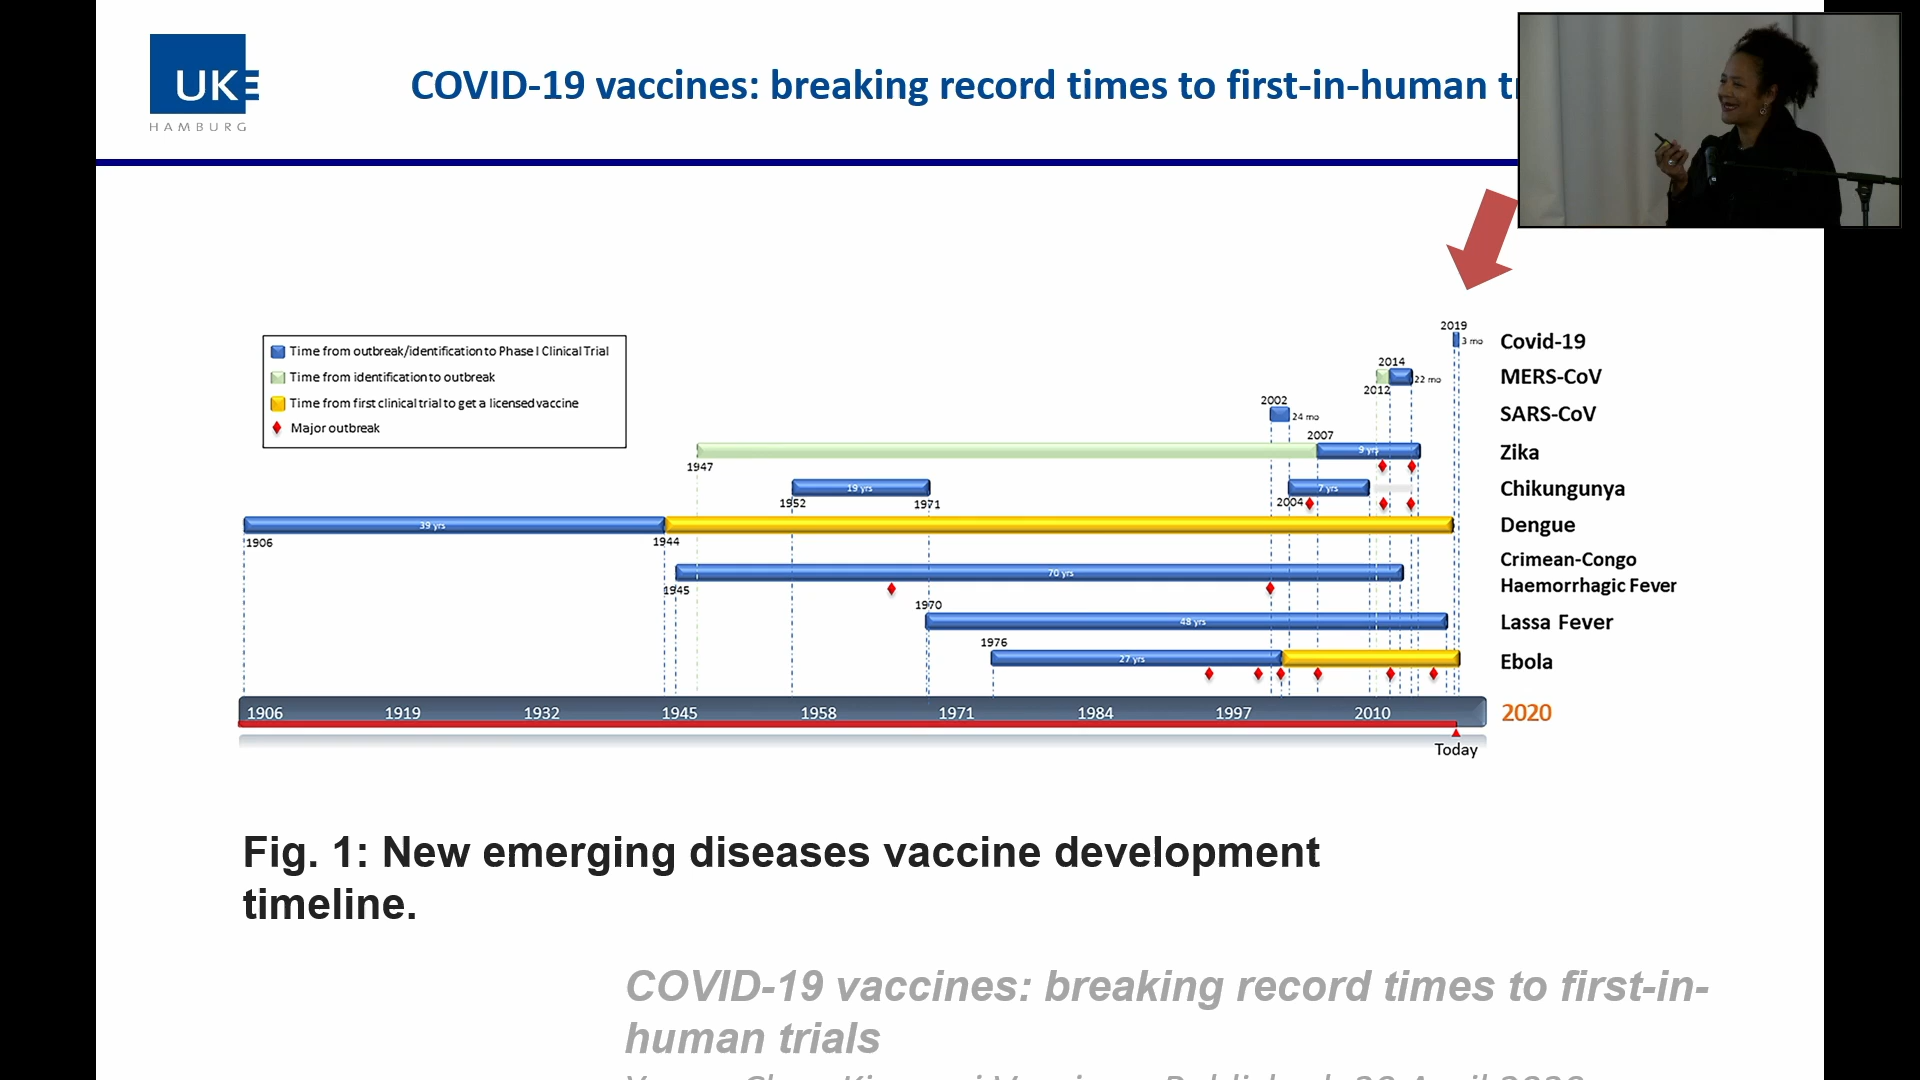 UKE
HAMBURG
COVID-19 vaccines: breaking record times to first-in-human
Time from outbreak/identification to Phase I Clinical Trial
Time from identification to outbreak
Time from first clinical trial to get a licensed vaccine
Major outbreak
2019
3 mo
Covid-19
2014
22 mo
2012
MERS-CoV
2002
24 mo
SARS-CoV
2007
9 yrs
1947
Zika
19 yrs
7 yrs
1952
1971
2004
Chikungunya
39 yrs
1906
1944
Dengue
70 yrs
1945
Crimean-Congo
Haemorrhagic Fever
1970
48 yrs
Lassa Fever
1976
27 yrs
Ebola
1906 1919 1932 1945 1958 1971 1984 1997 2010 2020
Today
Fig. 1: New emerging diseases vaccine development
timeline.
COVID-19 vaccines: breaking record times to first-in-
human trials